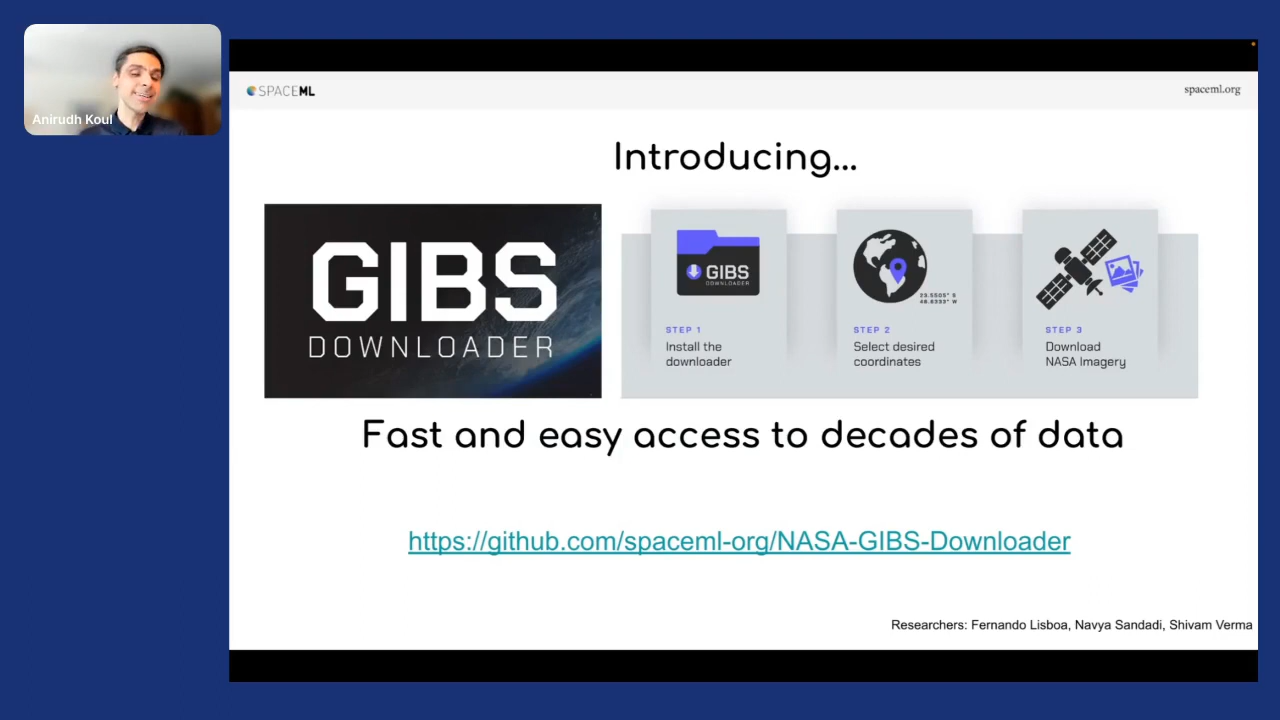 Anirudh Koul
SPACEML
spaceml.org
Introducing...
GIBS
DOWNLOADER
GIBS
DOWNLOADER
STEP 1
Install the
downloader
23.5505° S
46.6333° W
STEP 2
Select desired
coordinates
STEP 3
Download
NASA Imagery
Fast and easy access to decades of data
https://github.com/spaceml-org/NASA-GIBS-Downloader
Researchers: Fernando Lisboa, Navya Sandadi, Shivam Verma